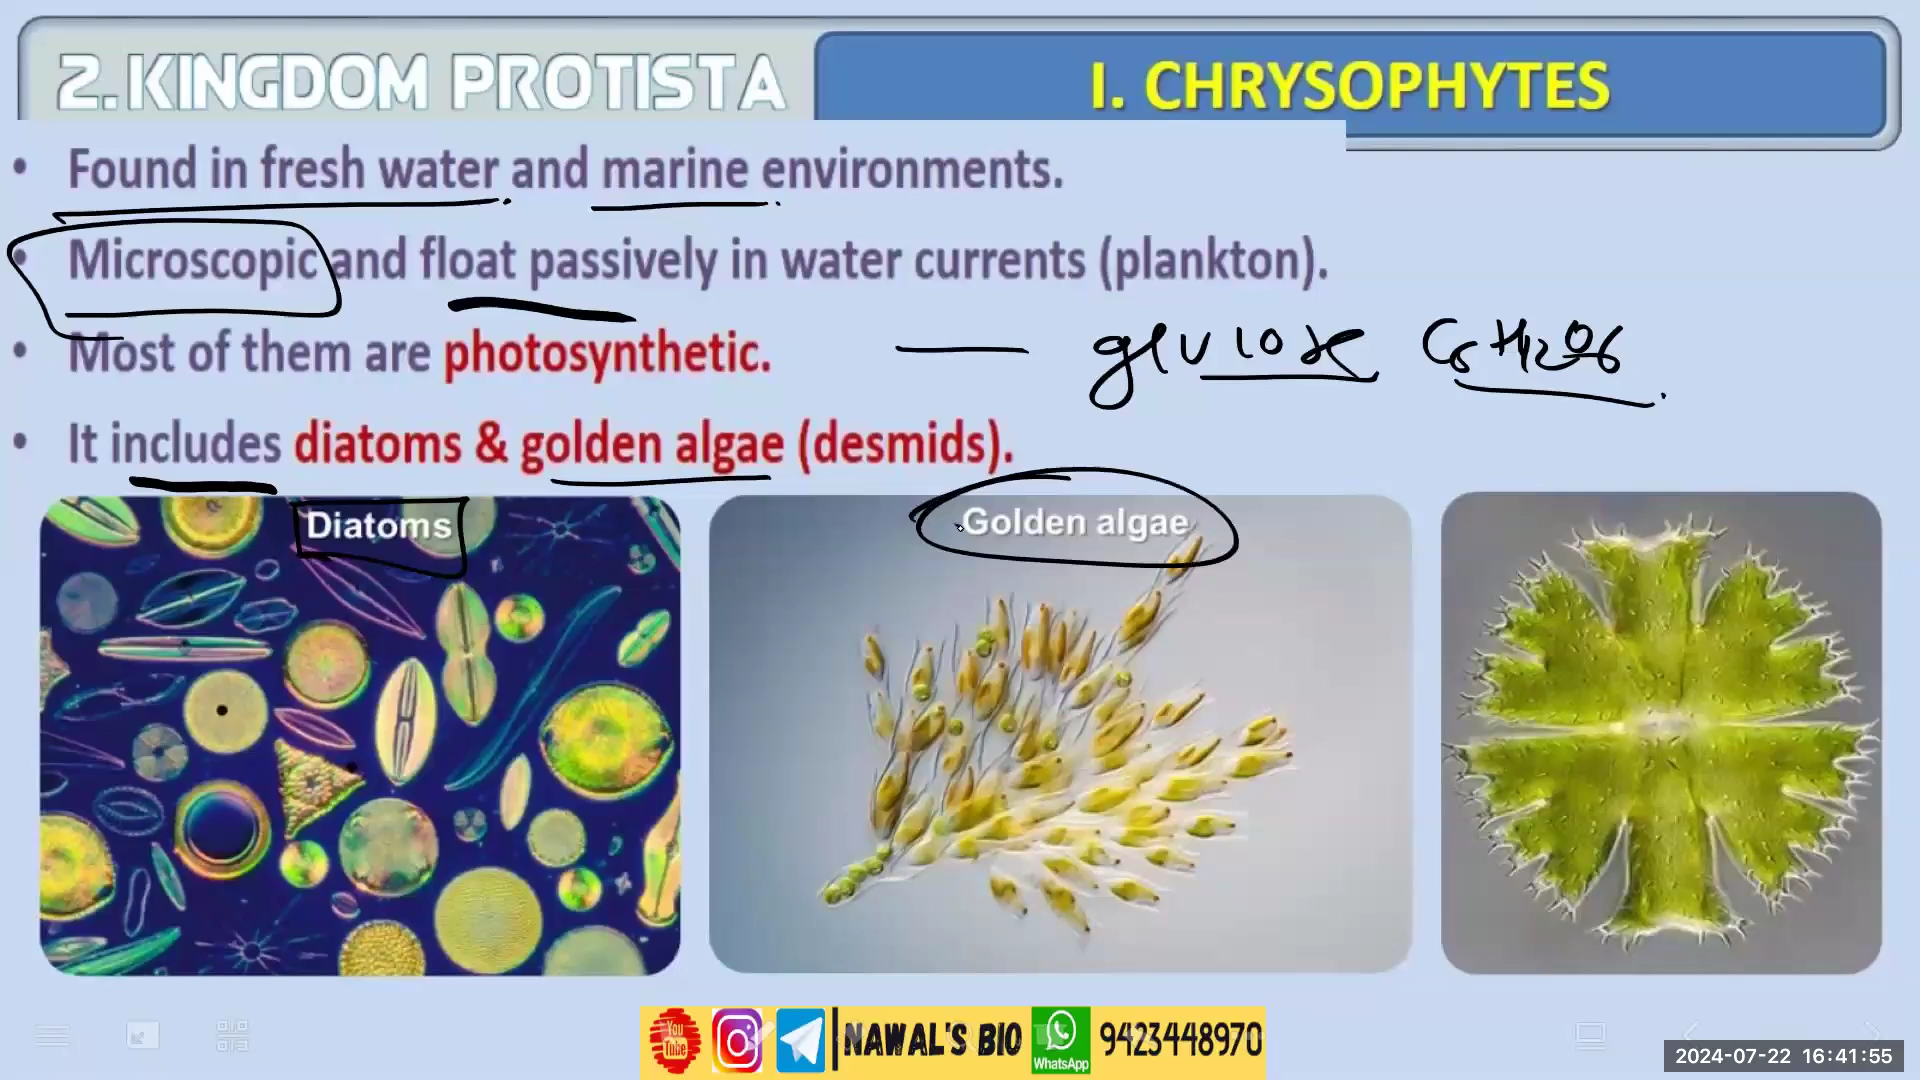 2. KINGDOM PROTISTA
I. CHRYSOPHYTES
• Found in fresh water and marine environments.
• Microscopic and float passively in water currents (plankton).
• Most of them are photosynthetic.
glucose C6H12O6
• It includes diatoms & golden algae (desmids).
Diatoms
Golden algae
You Tube
NAWAL'S BIO
WhatsApp
9423448970
2024-07-22 16:41:55